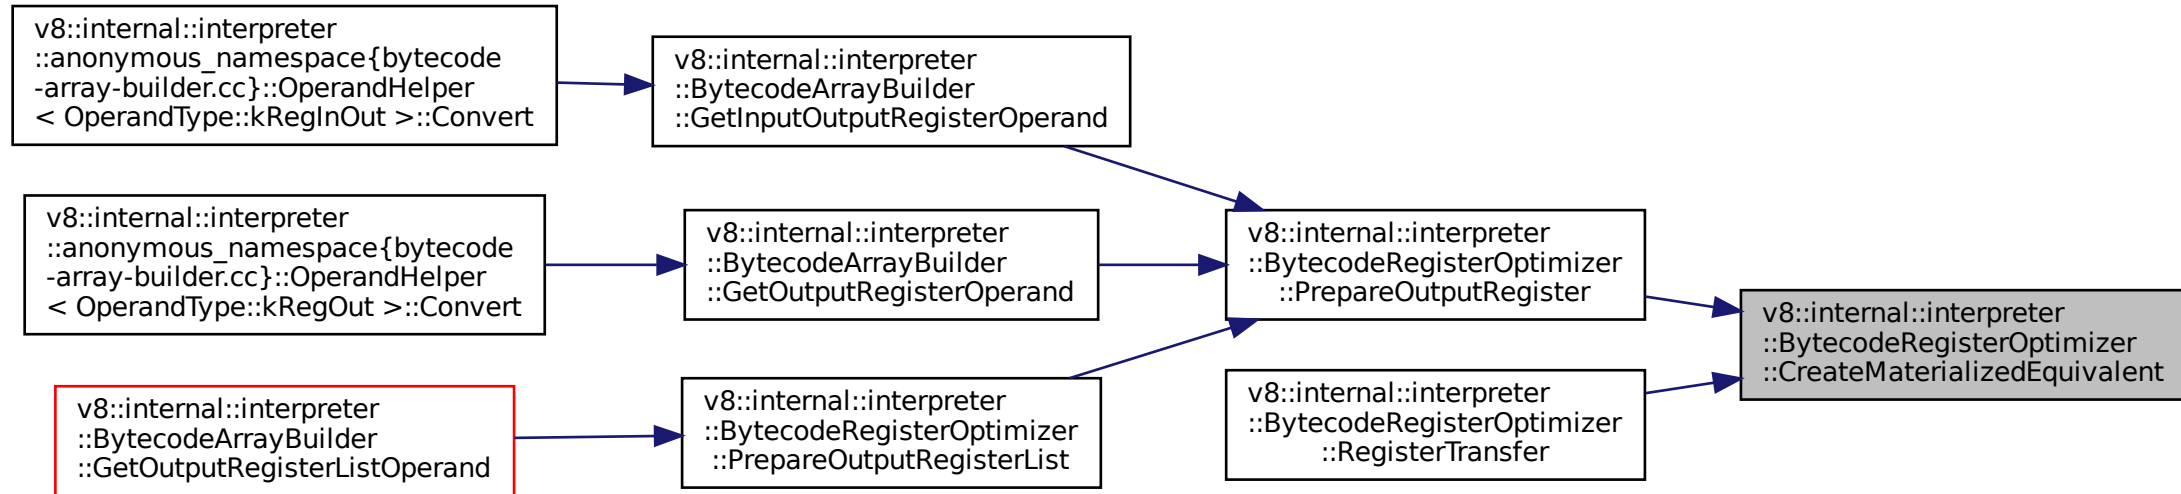 v8::internal::interpreter
::anonymous_namespace{bytecode
-array-builder.cc}::OperandHelper
< OperandType::kRegInOut >::Convert
v8::internal::interpreter
::BytecodeArrayBuilder
::GetInputOutputRegisterOperand
v8::internal::interpreter
::anonymous_namespace{bytecode
-array-builder.cc}::OperandHelper
< OperandType::kRegOut >::Convert
v8::internal::interpreter
::BytecodeArrayBuilder
::GetOutputRegisterOperand
v8::internal::interpreter
::BytecodeRegisterOptimizer
::PrepareOutputRegister
v8::internal::interpreter
::BytecodeRegisterOptimizer
::CreateMaterializedEquivalent
v8::internal::interpreter
::BytecodeArrayBuilder
::GetOutputRegisterListOperand
v8::internal::interpreter
::BytecodeRegisterOptimizer
::PrepareOutputRegisterList
v8::internal::interpreter
::BytecodeRegisterOptimizer
::RegisterTransfer